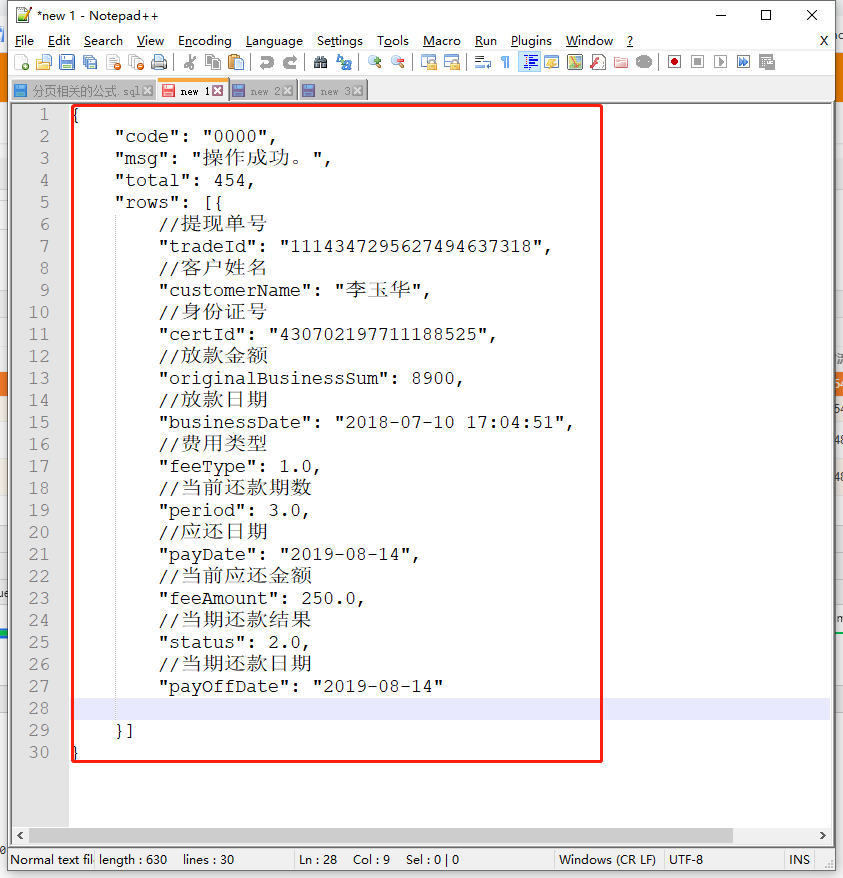 *new 1 - Notepad++
File Edit Search View Encoding Language Settings Tools Macro Run Plugins Window ? X
分页相关的公式.sql new 1 new 2 new 3
1 {
2 "code": "0000",
3 "msg": "操作成功。",
4 "total": 454,
5 "rows": [{
6 //提现单号
7 "tradeId": "1114347295627494637318",
8 //客户姓名
9 "customerName": "李玉华",
10 //身份证号
11 "certId": "430702197711188525",
12 //放款金额
13 "originalBusinessSum": 8900,
14 //放款日期
15 "businessDate": "2018-07-10 17:04:51",
16 //费用类型
17 "feeType": 1.0,
18 //当前还款期数
19 "period": 3.0,
20 //应还日期
21 "payDate": "2019-08-14",
22 //当前应还金额
23 "feeAmount": 250.0,
24 //当期还款结果
25 "status": 2.0,
26 //当期还款日期
27 "payOffDate": "2019-08-14"
28
29 }]
30 }
Normal text fil length : 630 lines : 30 Ln : 28 Col : 9 Sel : 0 | 0 Windows (CR LF) UTF-8 INS